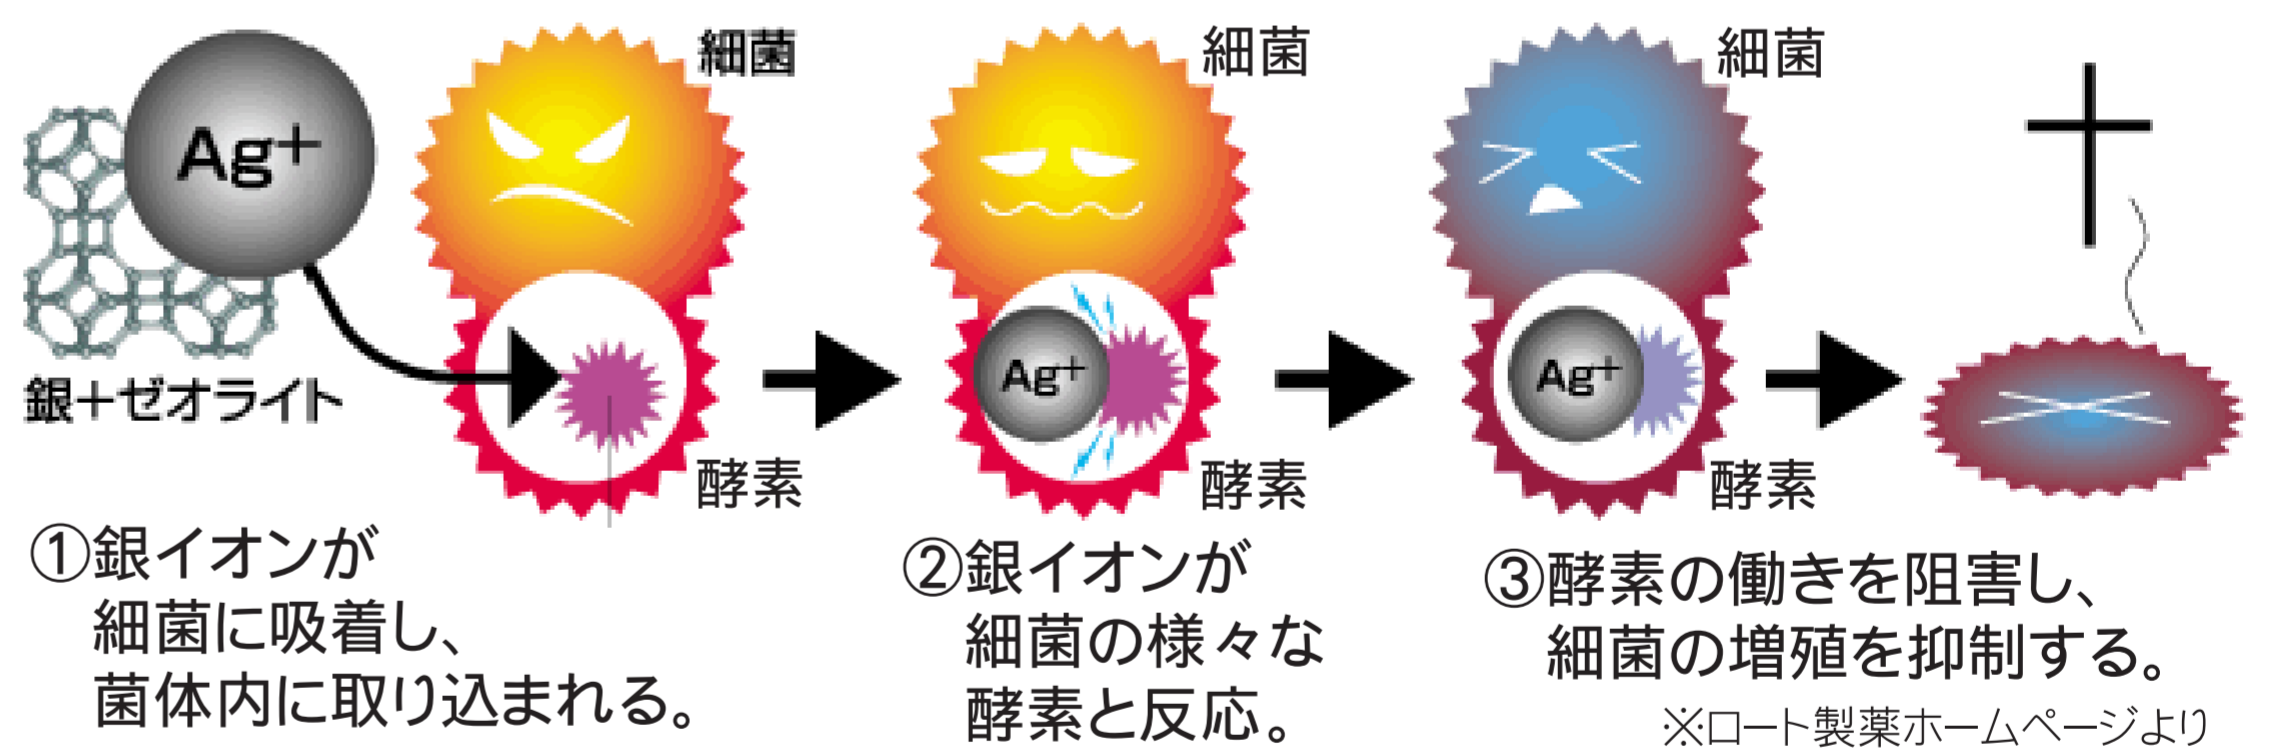 Ag+
銀＋ゼオライト
細菌
酵素
細菌
Ag+
酵素
細菌
Ag+
酵素
①銀イオンが
細菌に吸着し、
菌体内に取り込まれる。
②銀イオンが
細菌の様々な
酵素と反応。
③酵素の働きを阻害し、
細菌の増殖を抑制する。
※ロート製薬ホームページより